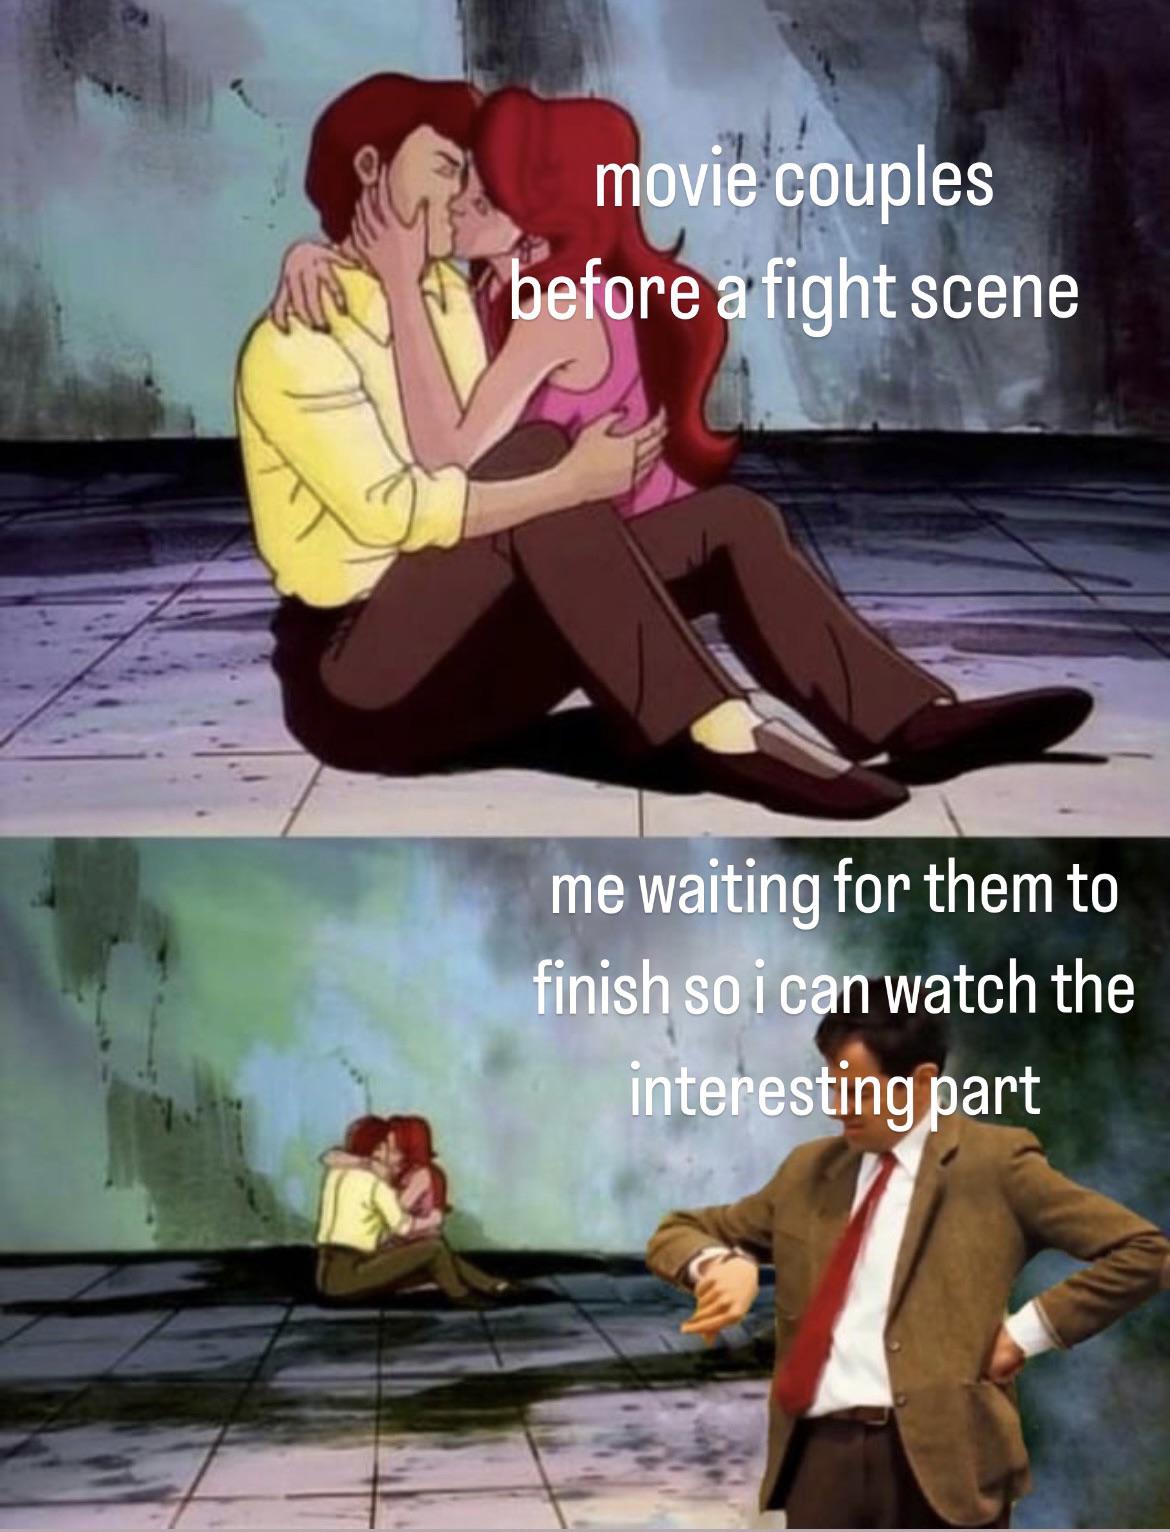 movie couples
before a fight scene
me waiting for them to
finish so i can watch the
interesting part